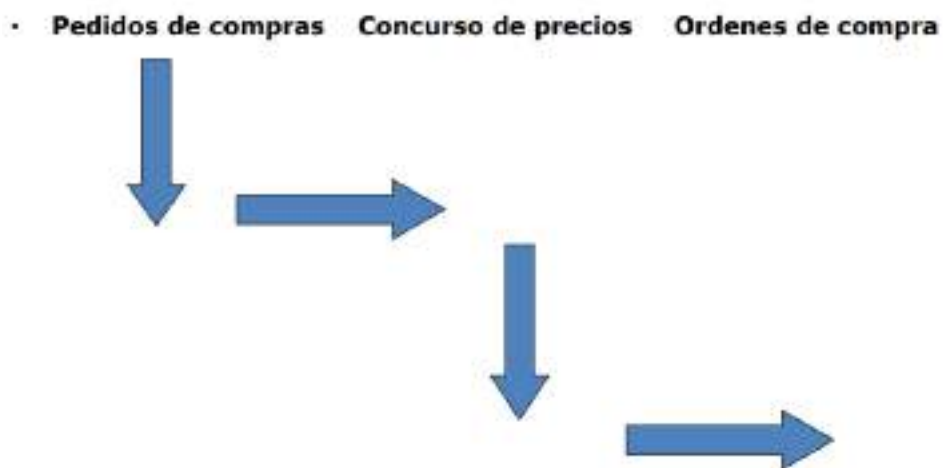 · Pedidos de compras Concurso de precios Ordenes de compra